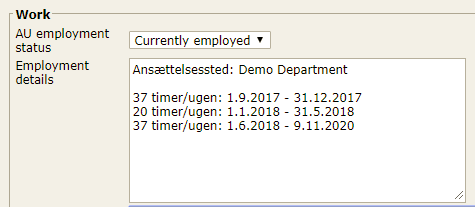 Work
AU employment
status
Currently employed
Employment
details
Ansættelsessted: Demo Department
37 timer/ugen: 1.9.2017 - 31.12.2017
20 timer/ugen: 1.1.2018 - 31.5.2018
37 timer/ugen: 1.6.2018 - 9.11.2020